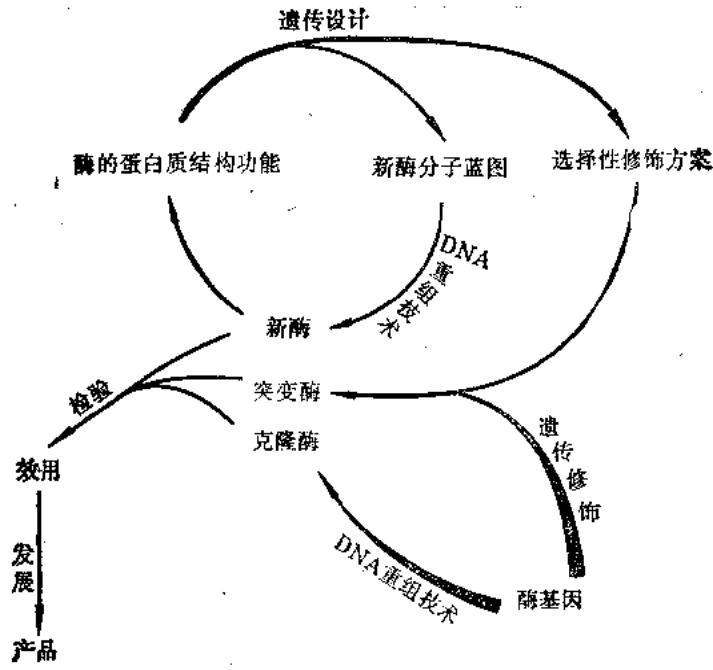 遗传设计
酶的蛋白质结构功能
新酶分子蓝图
选择性修饰方案
DNA重组技术
新酶
检验
突变酶
克隆酶
遗传修饰
效用
DNA重组技术
酶基因
发展
产品